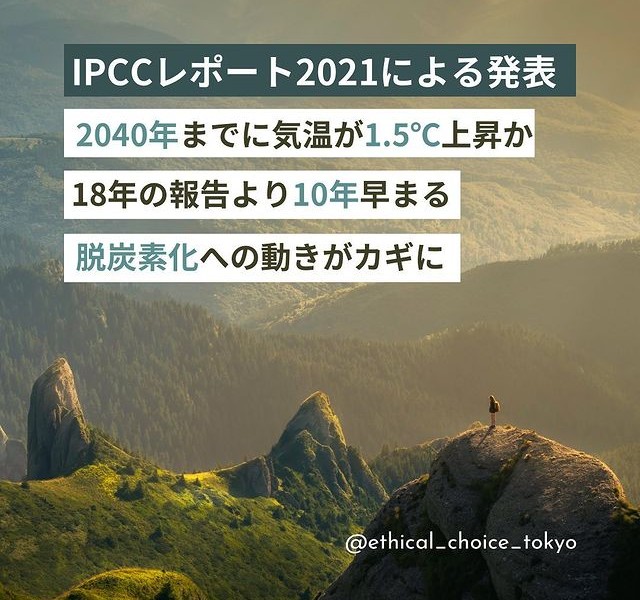 IPCCレポート2021による発表
2040年までに気温が1.5℃上昇か
18年の報告より10年早まる
脱炭素化への動きがカギに
@ethical_choice_tokyo